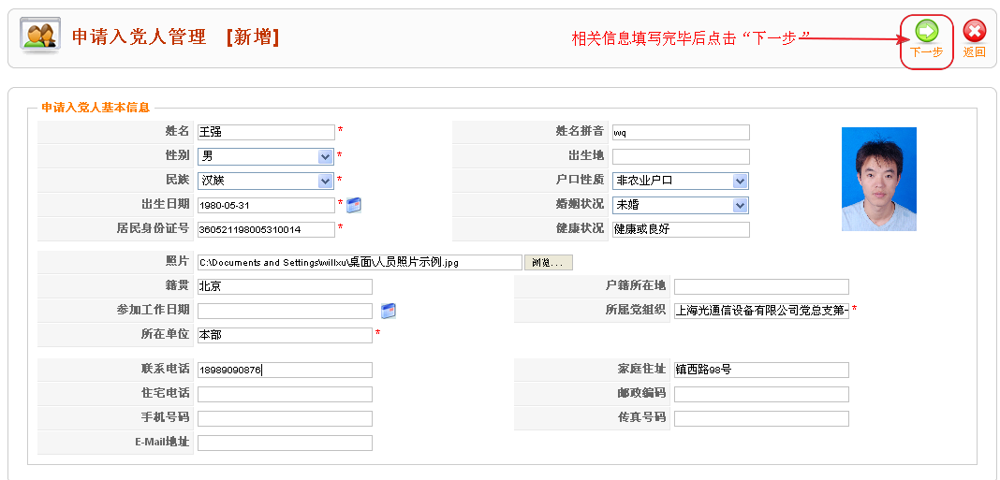 申请入党人管理 [新增]
相关信息填写完毕后点击“下一步”
下一步 返回
申请入党人基本信息
姓名 王强 * 姓名拼音 wq
性别 男 * 出生地
民族 汉族 * 户口性质 非农业户口
出生日期 1980-05-31 * 婚姻状况 未婚
居民身份证号 360521198005310014 * 健康状况 健康或良好
照片 C:\Documents and Settings\willxu\桌面\人员照片示例.jpg 浏览...
籍贯 北京 户籍所在地
参加工作日期 所属党组织 上海光通信设备有限公司党总支第一 *
所在单位 本部 *
联系电话 18989090876 家庭住址 镇西路98号
住宅电话 邮政编码
手机号码 传真号码
E-Mail地址